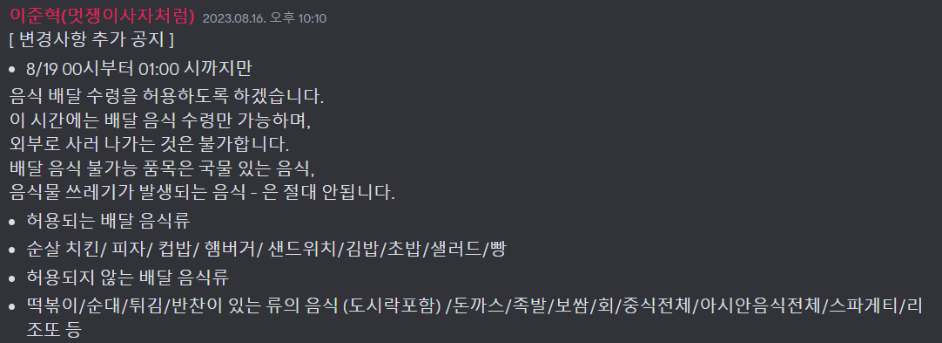 이준혁(멋쟁이사자처럼) 2023.08.16. 오후 10:10
[ 변경사항 추가 공지 ]
• 8/19 00시부터 01:00 시까지만
음식 배달 수령을 허용하도록 하겠습니다.
이 시간에는 배달 음식 수령만 가능하며,
외부로 사러 나가는 것은 불가합니다.
배달 음식 불가능 품목은 국물 있는 음식,
음식물 쓰레기가 발생되는 음식 - 은 절대 안됩니다.
• 허용되는 배달 음식류
• 순살 치킨/ 피자/ 컵밥/ 햄버거/ 샌드위치/김밥/초밥/샐러드/빵
• 허용되지 않는 배달 음식류
• 떡볶이/순대/튀김/반찬이 있는 류의 음식 (도시락포함) /돈까스/족발/보쌈/회/중식전체/아시안음식전체/스파게티/리
조또 등